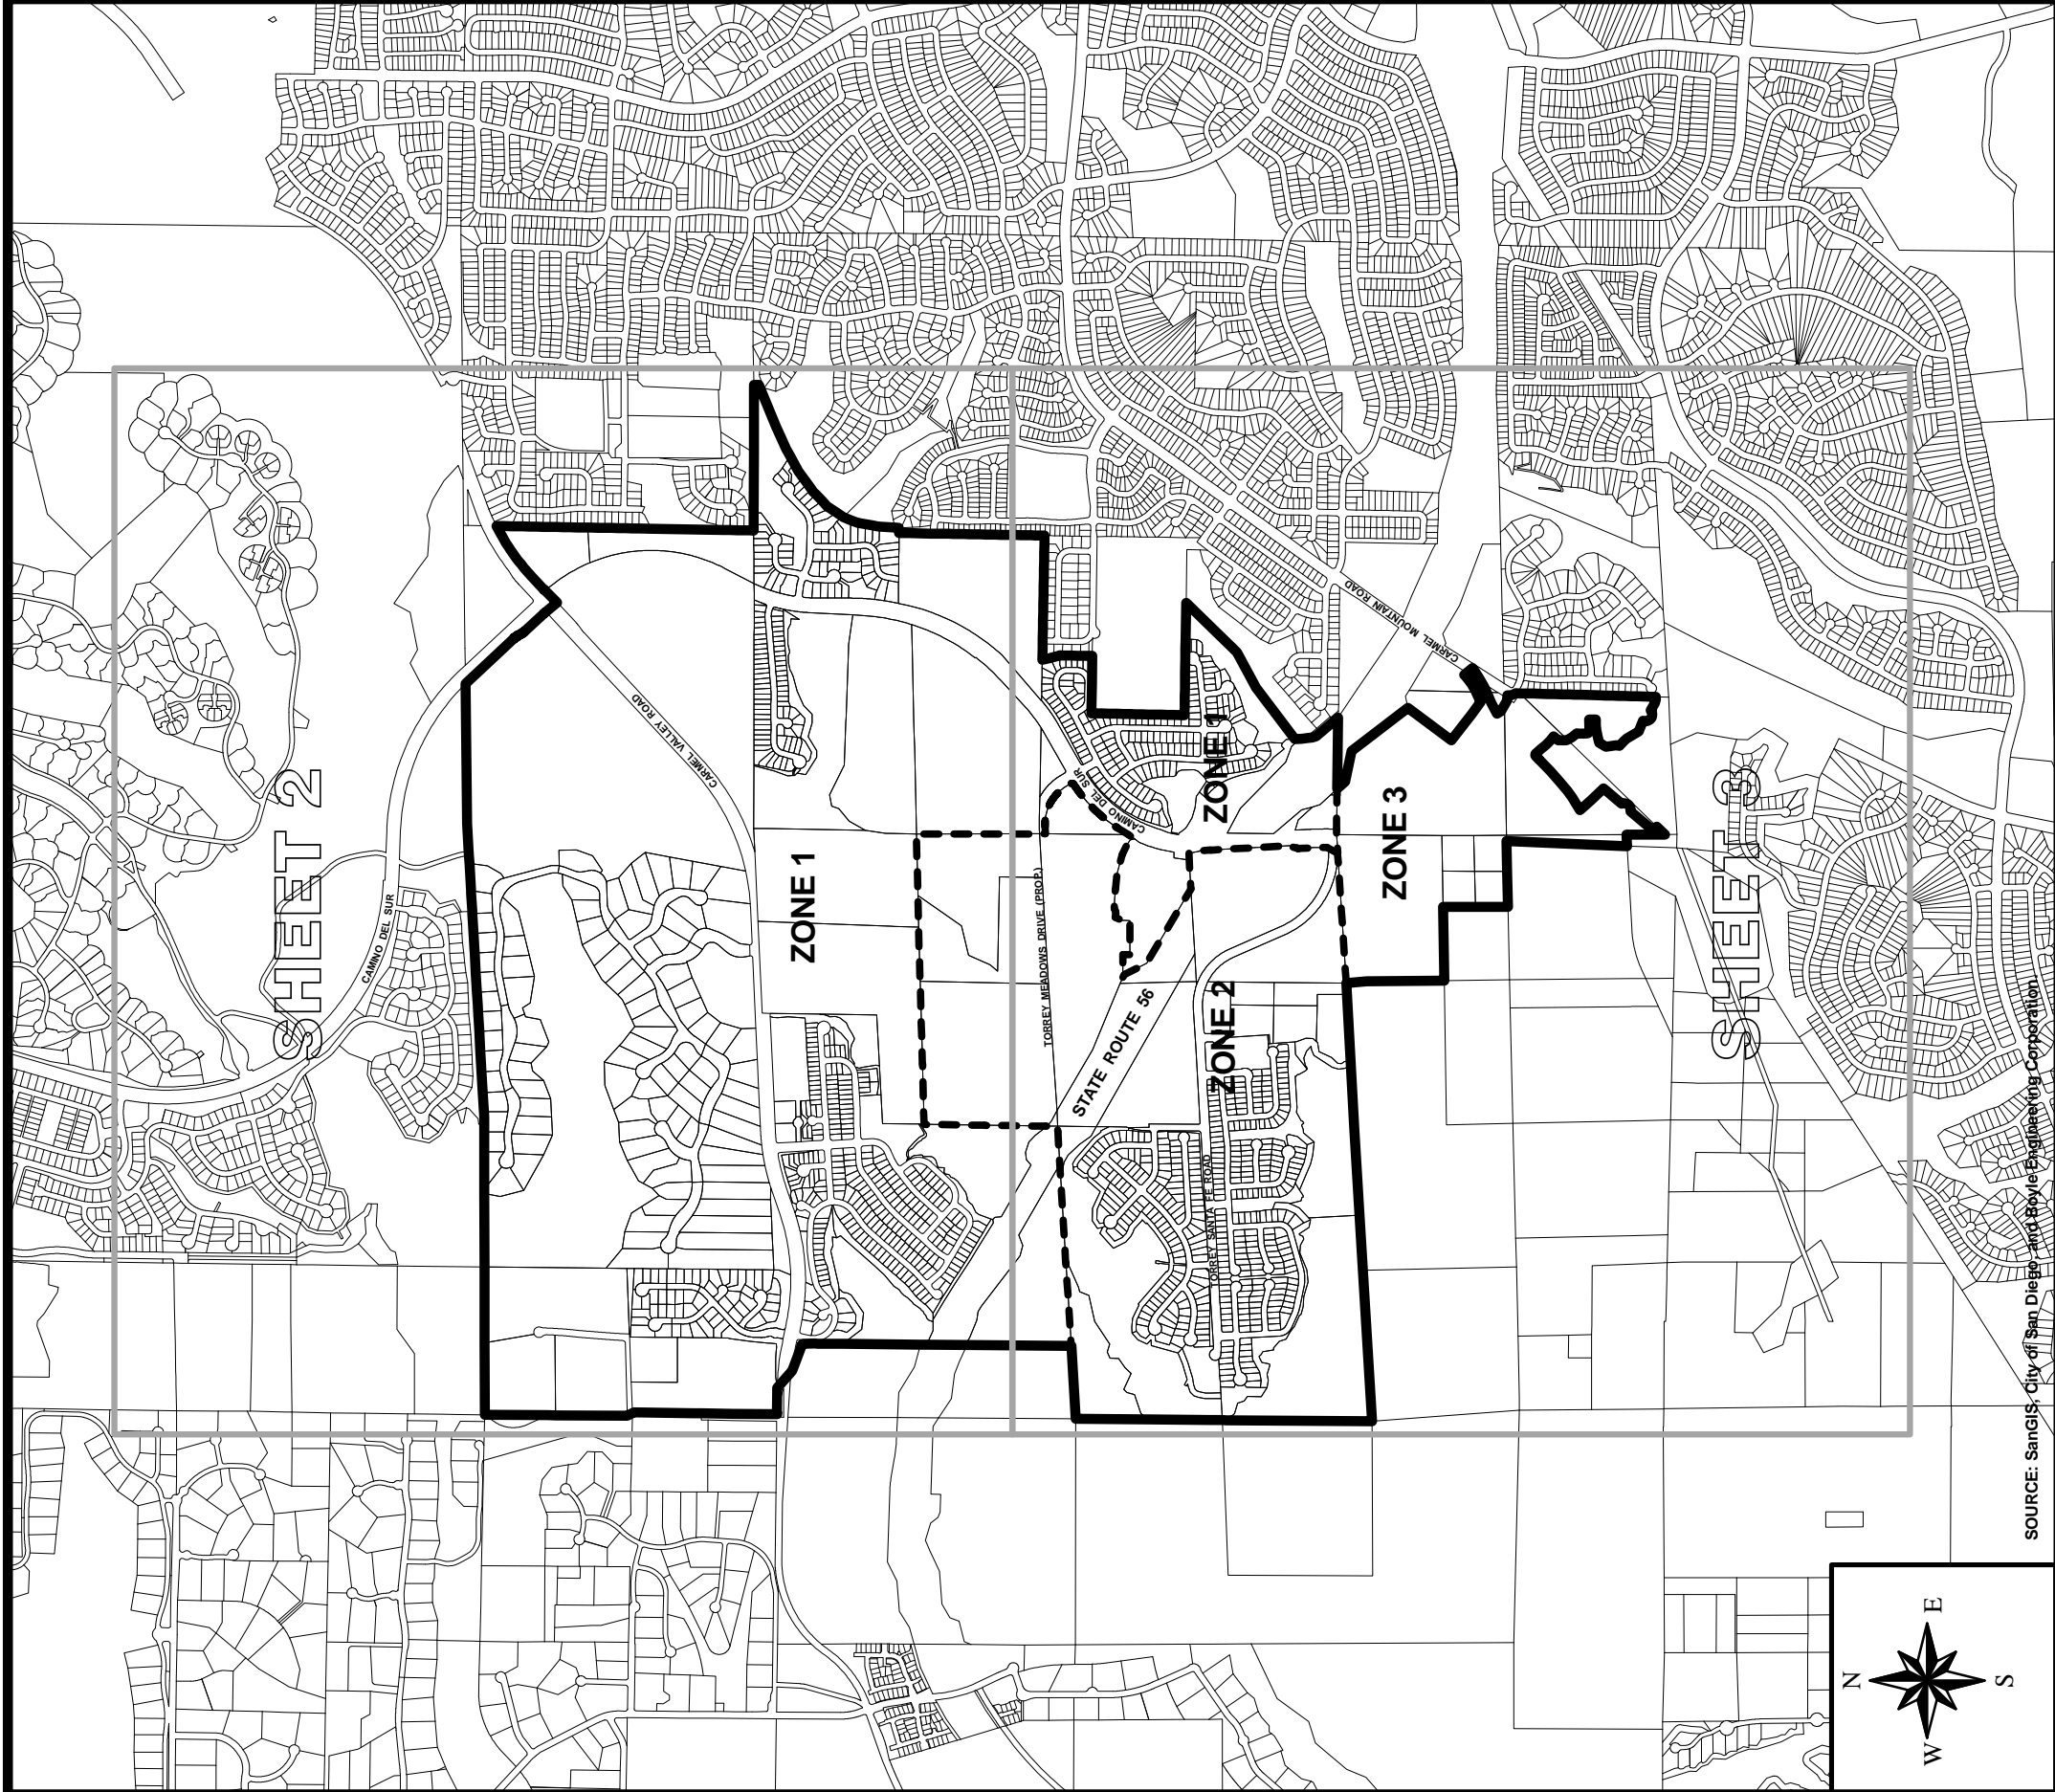 SHEET 2
CAMINO DEL SUR
CARMEL VALLEY ROAD
ZONE 1
TORREY MEADOWS DRIVE (PROP.)
CAMINO DEL SUR
STATE ROUTE 56
ZONE 1
ZONE 2
TORREY SANTA FE ROAD
CARMEL MOUNTAIN ROAD
ZONE 3
SHEET 3
SOURCE: SanGIS, City of San Diego, and Boyle Engineering Corporation.
N
E
S
W